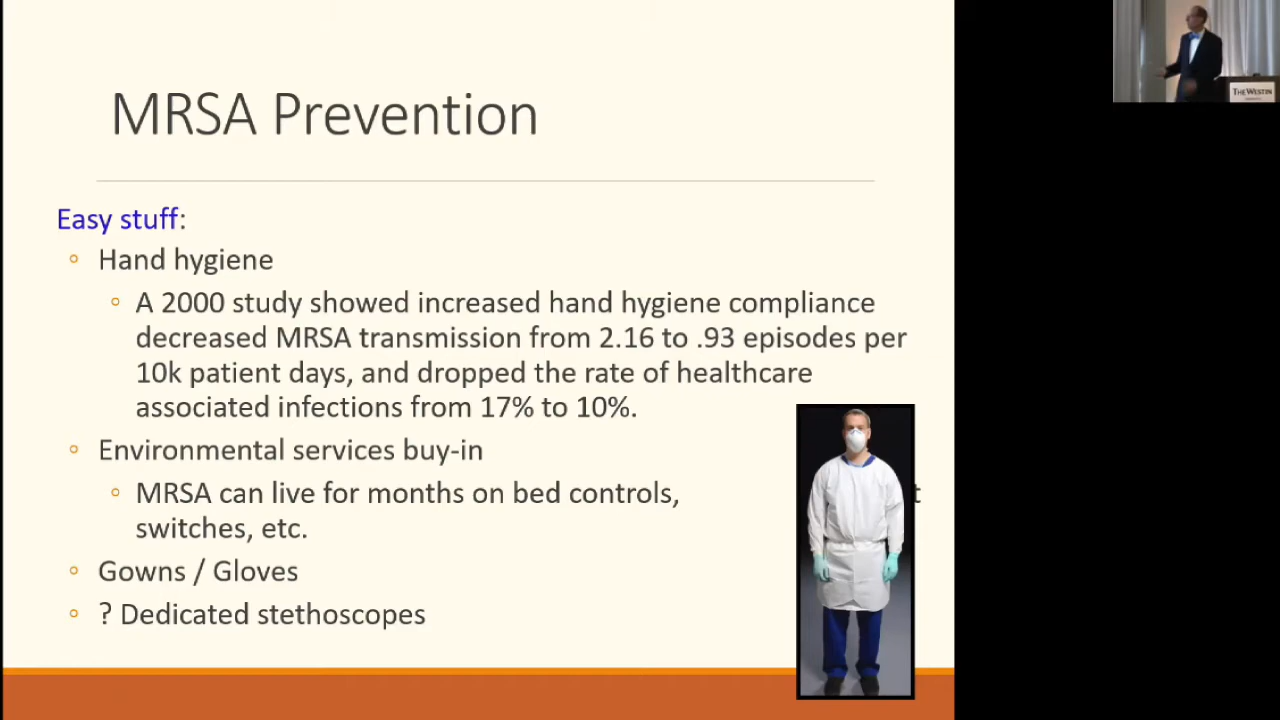 MRSA Prevention
Easy stuff:
Hand hygiene
A 2000 study showed increased hand hygiene compliance
decreased MRSA transmission from 2.16 to .93 episodes per
10k patient days, and dropped the rate of healthcare
associated infections from 17% to 10%.
Environmental services buy-in
MRSA can live for months on bed controls,
switches, etc.
Gowns / Gloves
? Dedicated stethoscopes
THE WESTIN